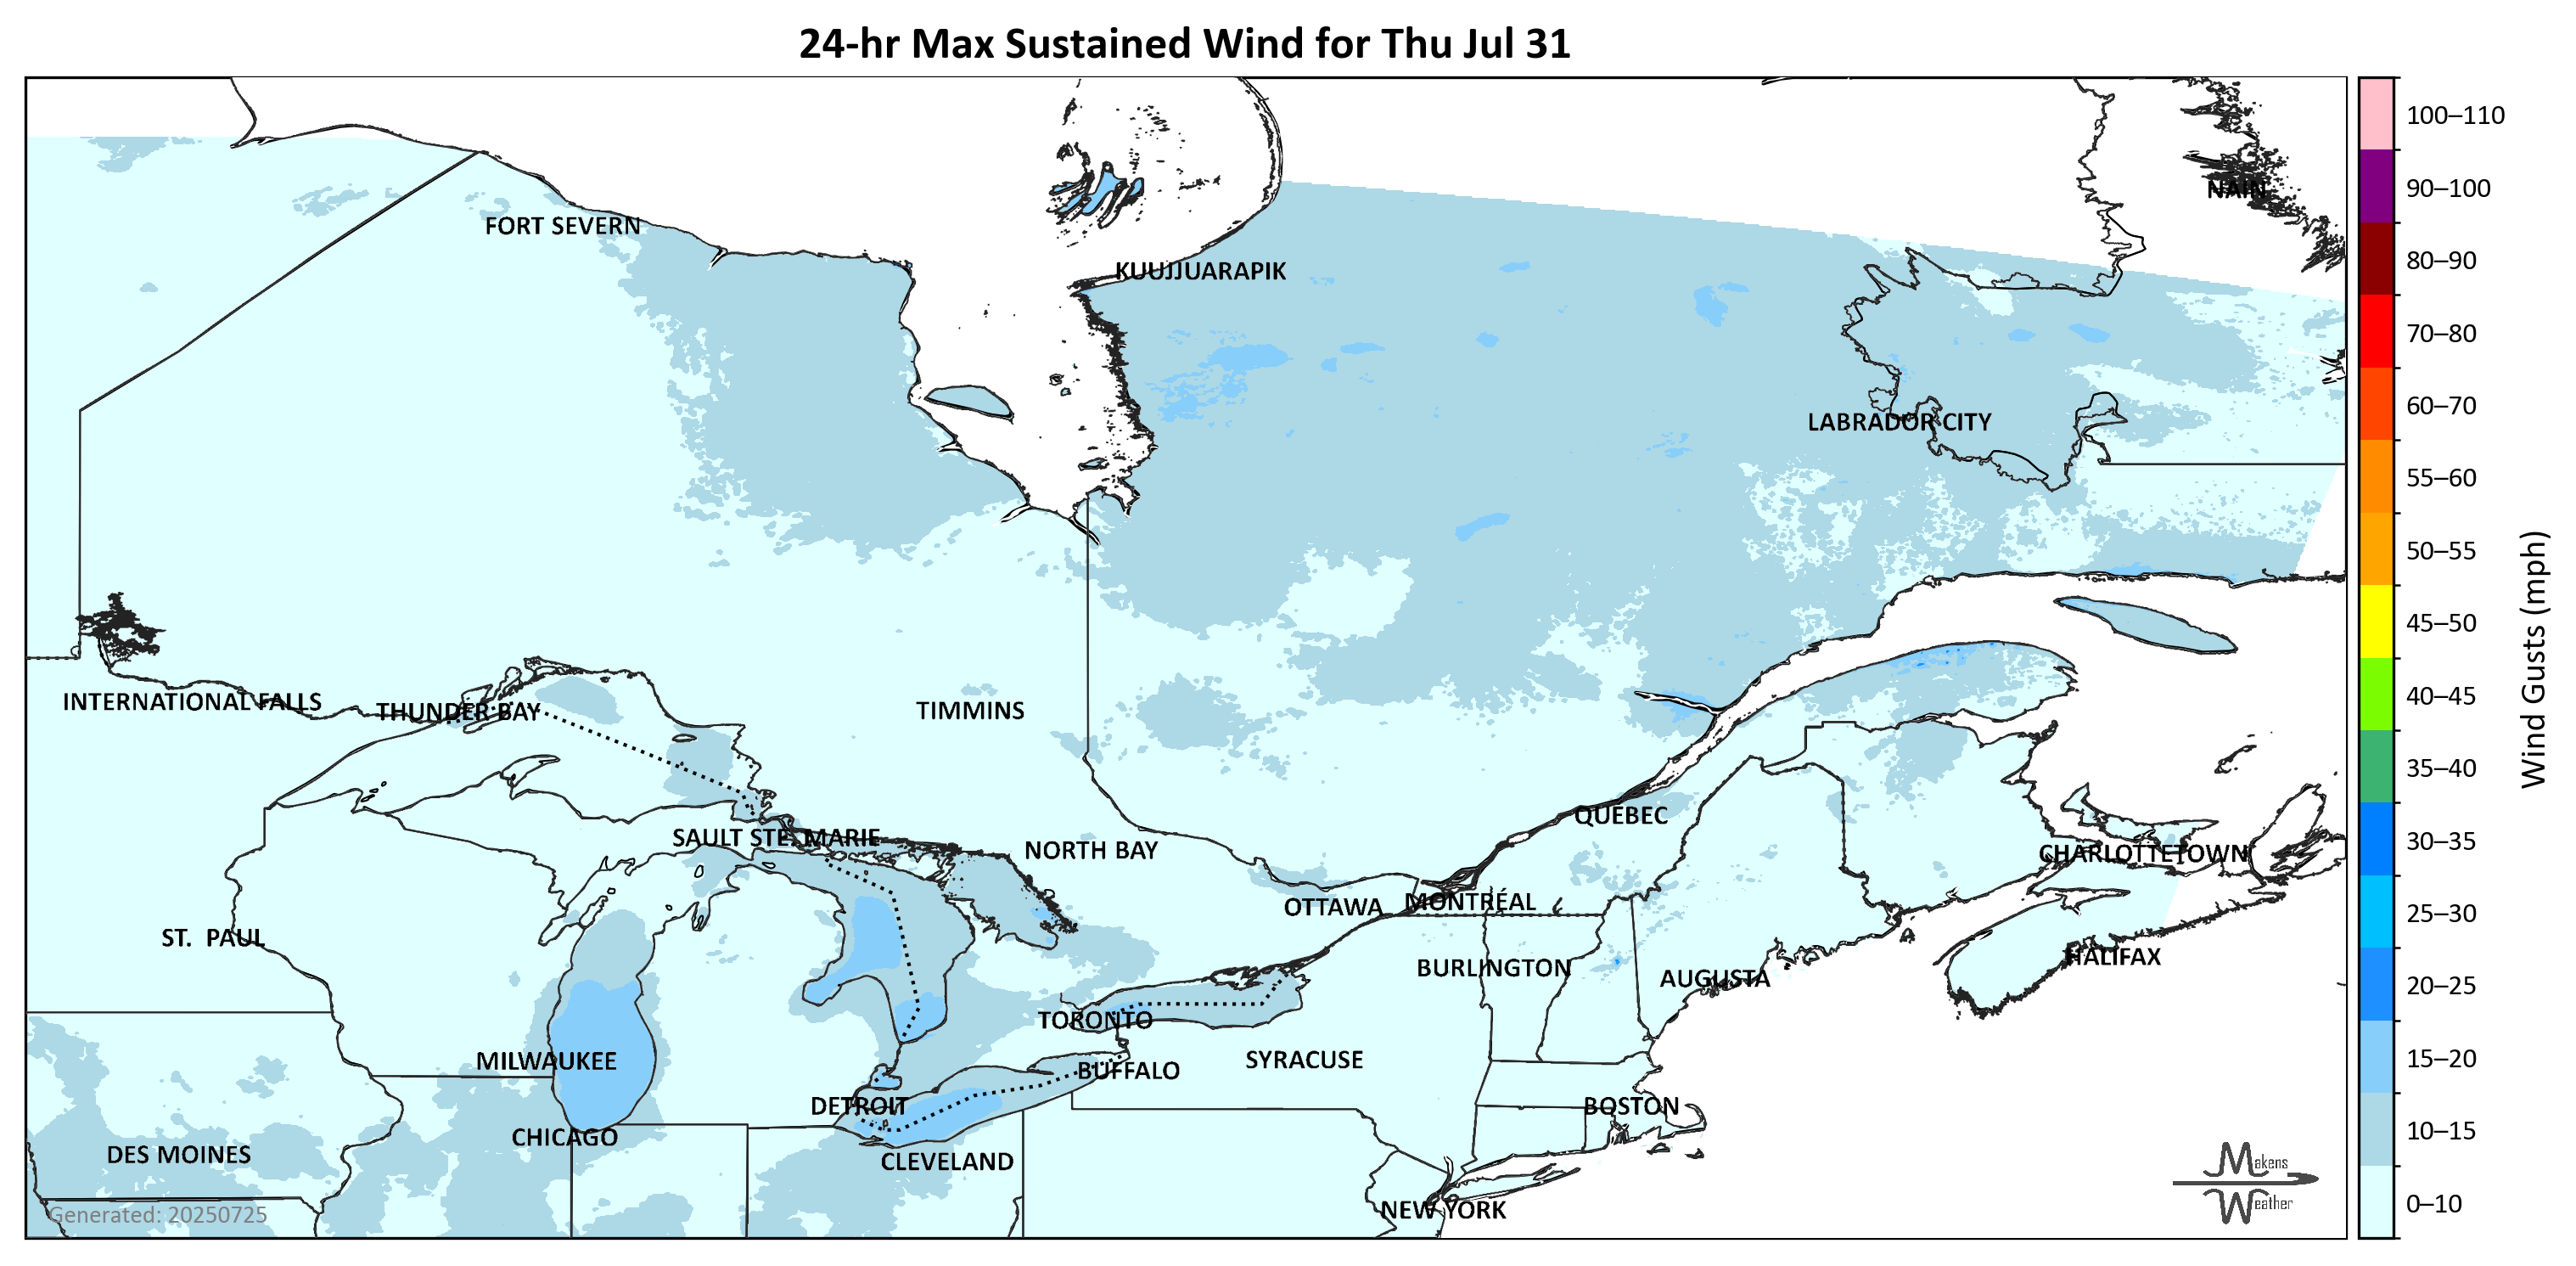 24-hr Max Sustained Wind for Thu Jul 31
100–110
90–100
80–90
70–80
60–70
55–60
50–55
45–50
40–45
35–40
30–35
25–30
20–25
15–20
10–15
0–10
Wind Gusts (mph)
NAIN
FORT SEVERN
KUUJJUARAPIK
LABRADOR CITY
INTERNATIONAL FALLS
THUNDER BAY
TIMMINS
QUÉBEC
SAULT STE. MARIE
NORTH BAY
CHARLOTTETOWN
OTTAWA
MONTRÉAL
ST. PAUL
HALIFAX
BURLINGTON
AUGUSTA
TORONTO
MILWAUKEE
SYRACUSE
BUFFALO
DETROIT
BOSTON
CHICAGO
DES MOINES
CLEVELAND
NEW YORK
Generated: 20250725
Makens
Weather